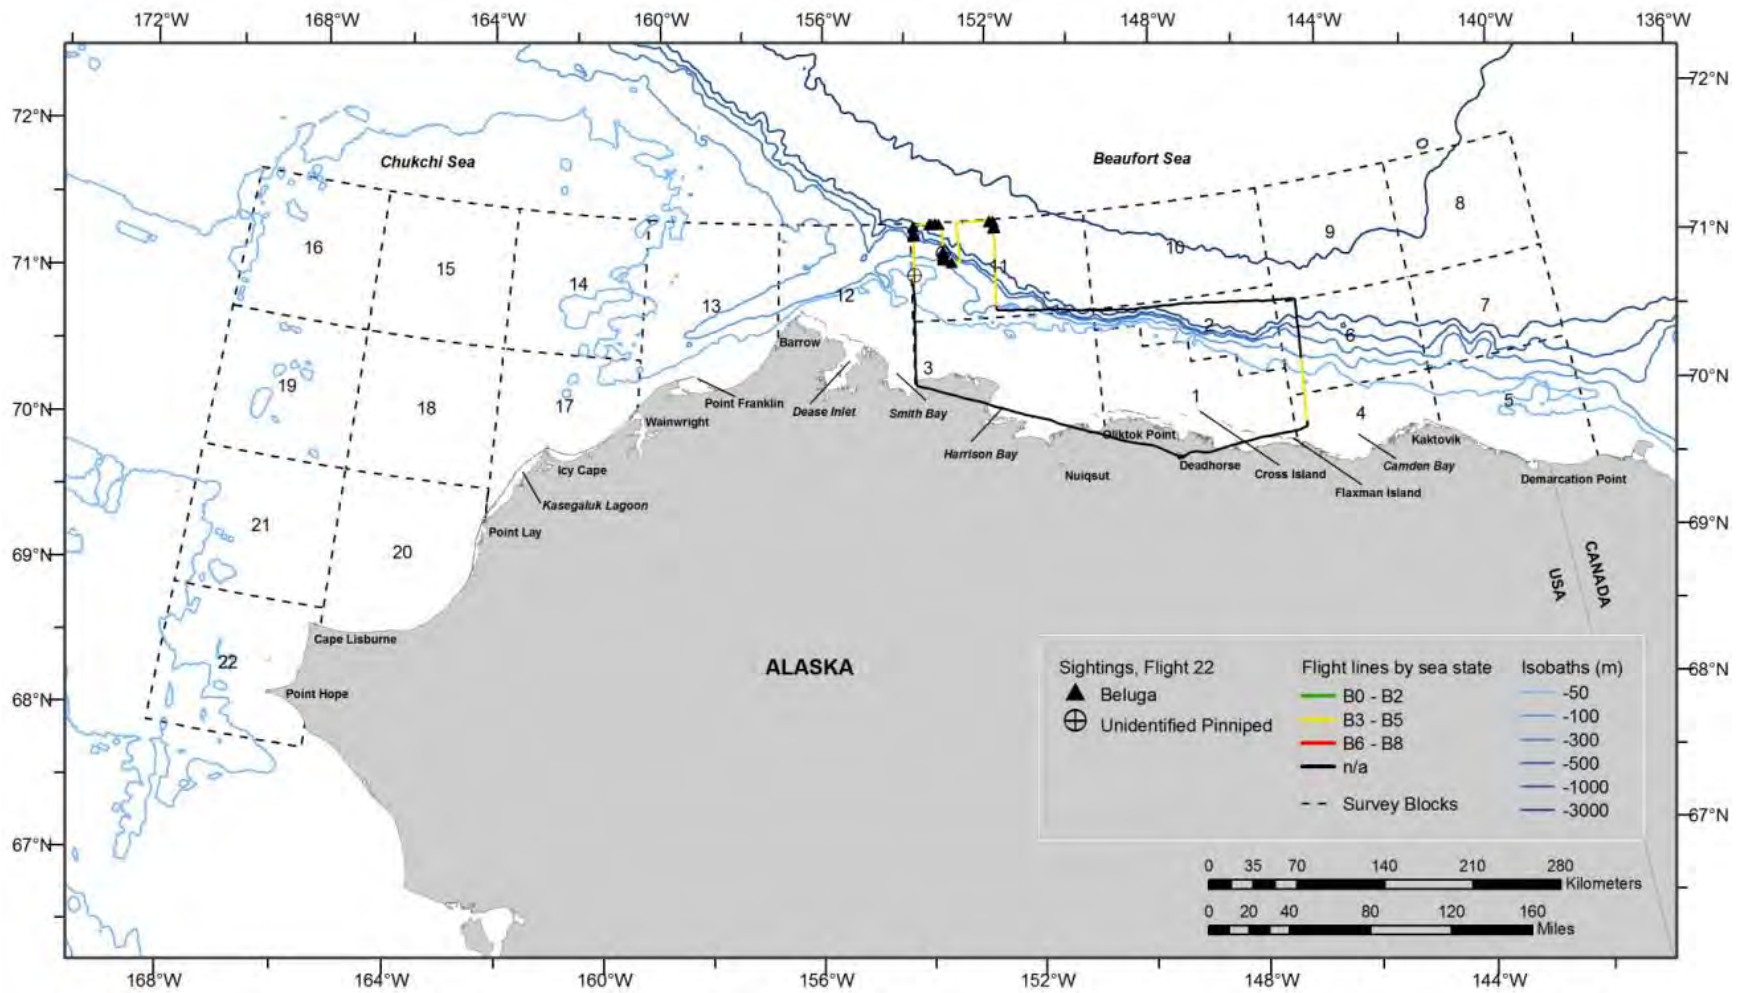 172°W 168°W 164°W 160°W 156°W 152°W 148°W 144°W 140°W 136°W
72°N
72°N
Chukchi Sea
Beaufort Sea
8
9
71°N
16
10
15
11
71°N
14
12
13
7
2
6
Barrow
3
70°N
19
5
1
18
17
4
Point Franklin
Dease Inlet
Smith Bay
70°N
Wainwright
Oliktok Point
Kaktovik
Harrison Bay
Icy Cape
Deadhorse
Camden Bay
Nuiqsut
Cross Island
Demarcation Point
Flaxman Island
Kasegaluk Lagoon
21
69°N
Point Lay
20
69°N
CANADA
USA
Cape Lisburne
22
ALASKA
68°N
Point Hope
68°N
Sightings, Flight 22
Beluga
Unidentified Pinniped
Flight lines by sea state
B0 - B2
B3 - B5
B6 - B8
n/a
Survey Blocks
Isobaths (m)
-50
-100
-300
-500
-1000
-3000
67°N
67°N
0 35 70 140 210 280
Kilometers
0 20 40 80 120 160
Miles
168°W 164°W 160°W 156°W 152°W 148°W 144°W